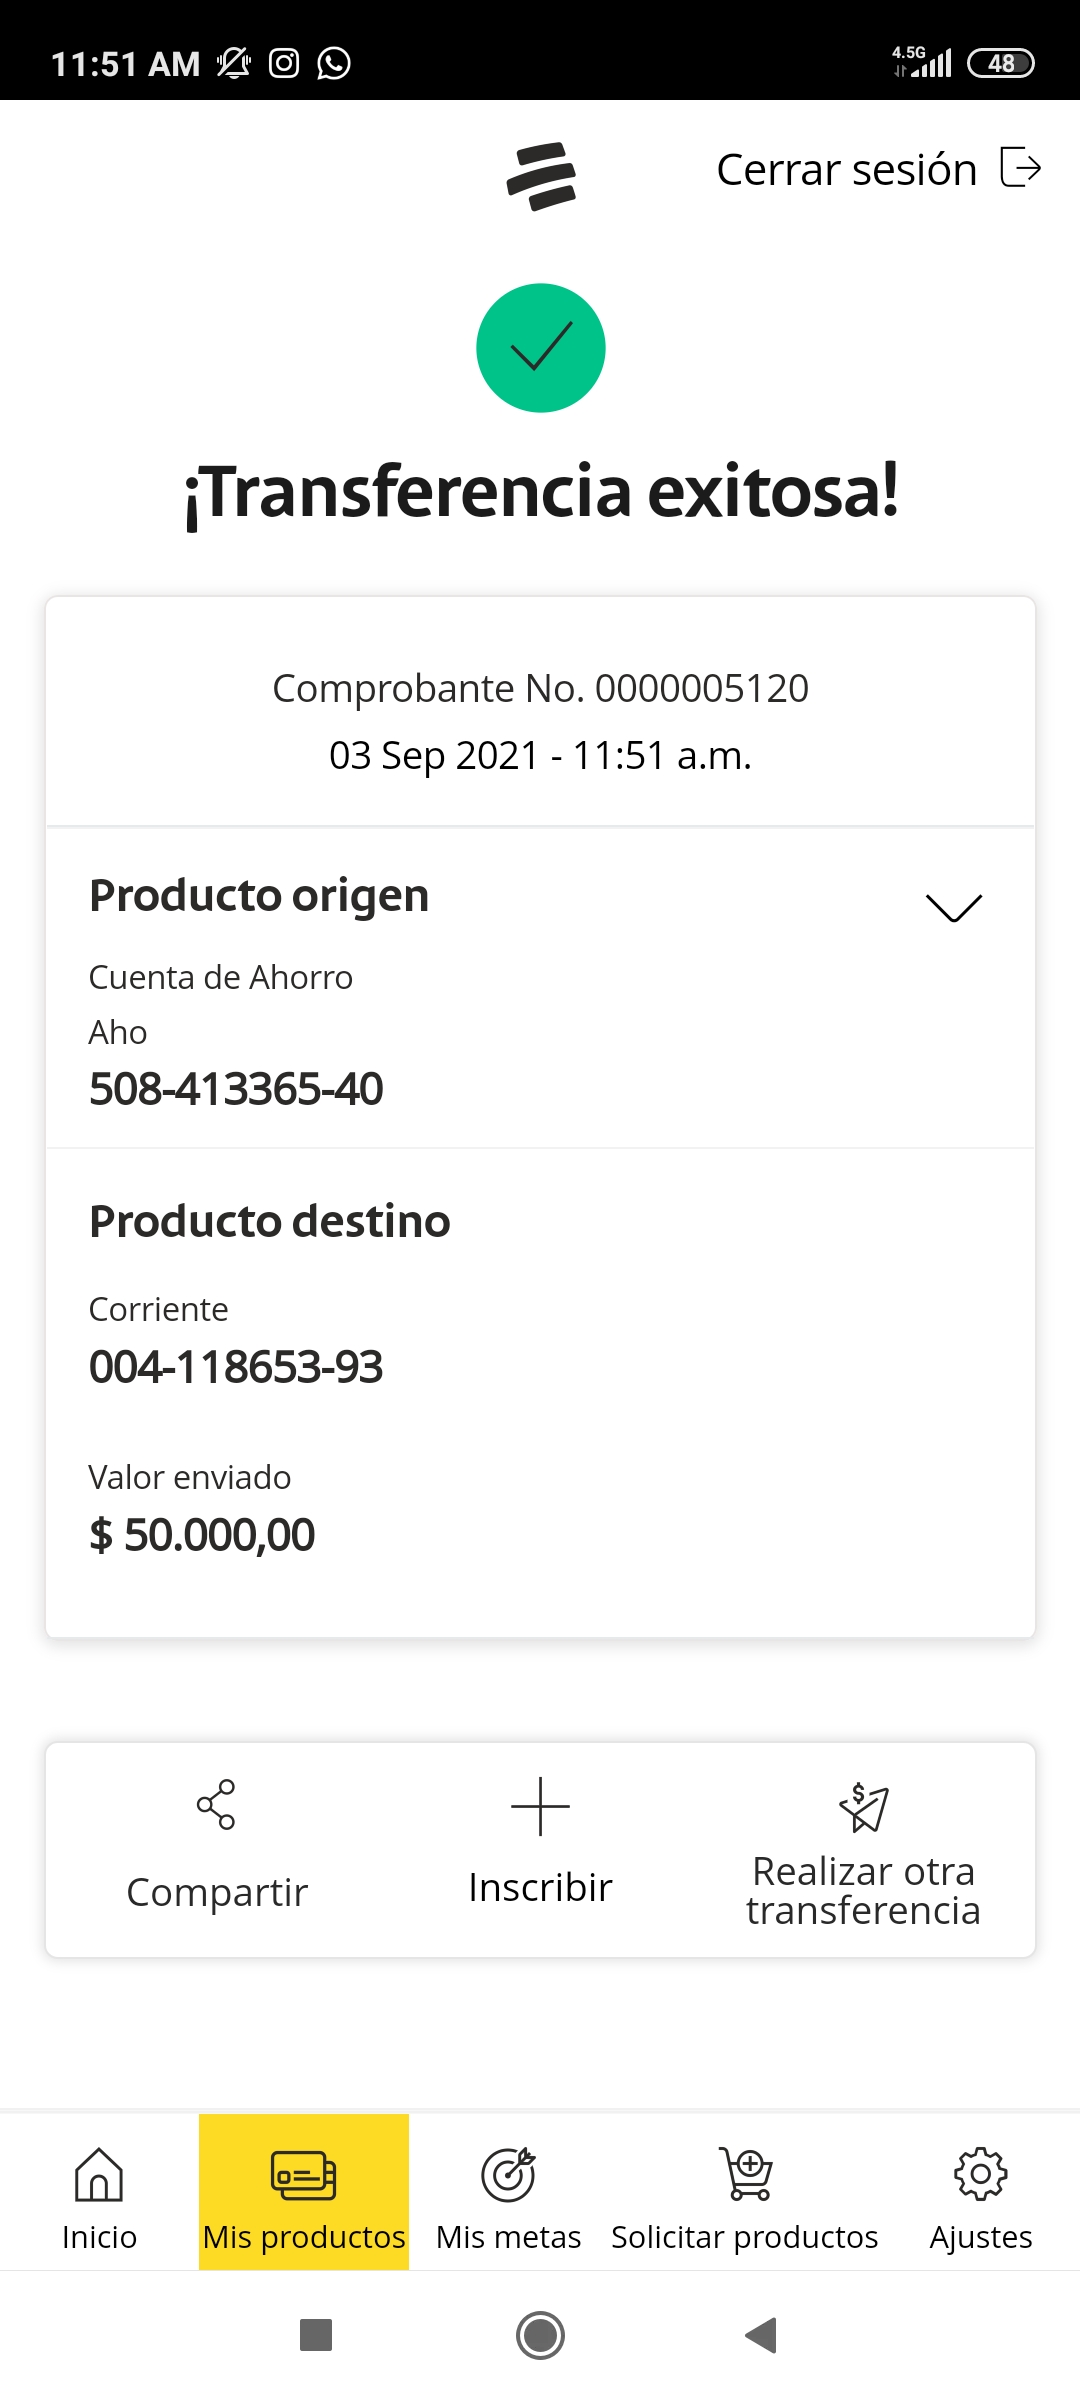 11:51 AM
4.5G
48
Cerrar sesión
¡Transferencia exitosa!
Comprobante No. 0000005120
03 Sep 2021 - 11:51 a.m.
Producto origen
Cuenta de Ahorro
Aho
508-413365-40
Producto destino
Corriente
004-118653-93
Valor enviado
$ 50.000,00
Compartir
Inscribir
Realizar otra
transferencia
Inicio
Mis productos
Mis metas
Solicitar productos
Ajustes